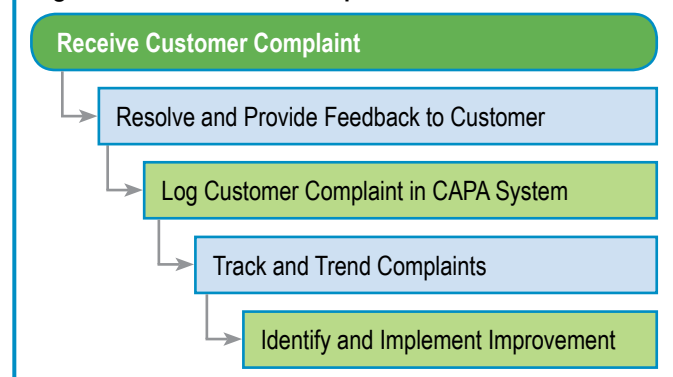 Receive Customer Complaint
Resolve and Provide Feedback to Customer
Log Customer Complaint in CAPA System
Track and Trend Complaints
Identify and Implement Improvement